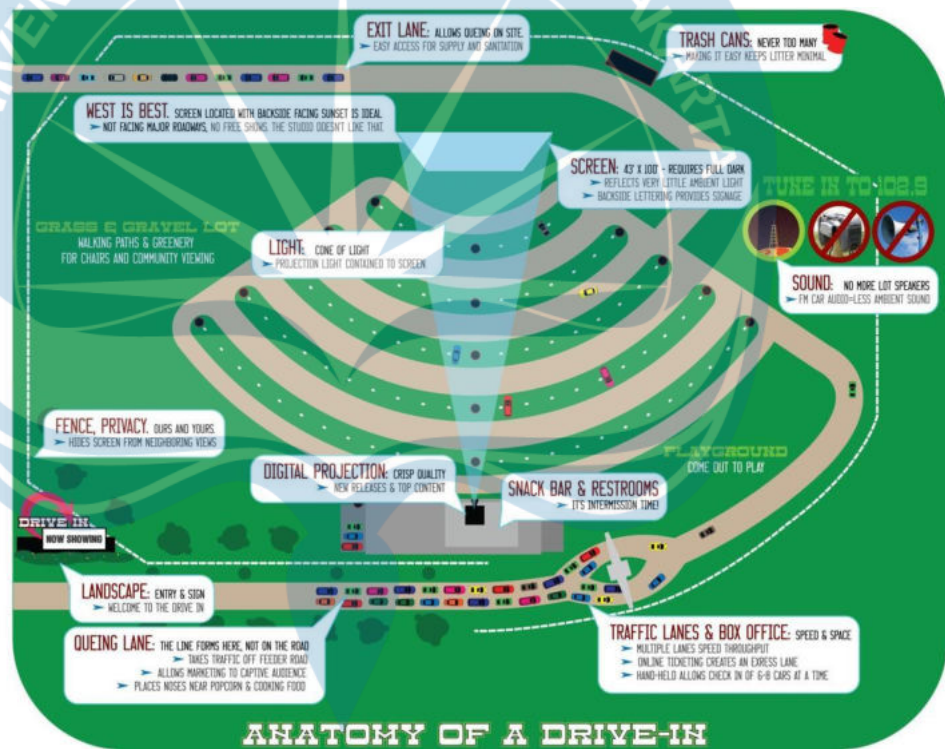 EXIT LANE: ALLOWS QUEING ON SITE.
EASY ACCESS FOR SUPPLY AND SANITATION
TRASH CANS: NEVER TOO MANY
MAKING IT EASY KEEPS LITTER MINIMAL
WEST IS BEST. SCREEN LOCATED WITH BACKSIDE FACING SUNSET IS IDEAL
NOT FACING MAJOR ROADWAYS, NO FREE SHOWS. THE STUDIO DOESN'T LIKE THAT.
SCREEN: 43' X 100' - REQUIRES FULL DARK
REFLECTS VERY LITTLE AMBIENT LIGHT
BACKSIDE LETTERING PROVIDES SIGNAGE
TUNE IN TO 102.9
GRASS & GRAVEL LOT
WALKING PATHS & GREENERY
FOR CHAIRS AND COMMUNITY VIEWING
LIGHT: CONE OF LIGHT
PROJECTION LIGHT CONTAINED TO SCREEN
SOUND: NO MORE LOT SPEAKERS
FM CAR AUDIO=LESS AMBIENT SOUND
FENCE, PRIVACY. OURS AND YOURS.
HIDES SCREEN FROM NEIGHBORING VIEWS
PLAYGROUND
COME OUT TO PLAY
DIGITAL PROJECTION: CRISP QUALITY
NEW RELEASES & TOP CONTENT
SNACK BAR & RESTROOMS
IT'S INTERMISSION TIME!
DRIVE IN
NOW SHOWING
LANDSCAPE: ENTRY & SIGN
WELCOME TO THE DRIVE IN
QUEING LANE: THE LINE FORMS HERE, NOT ON THE ROAD
TAKES TRAFFIC OFF FEEDER ROAD
ALLOWS MARKETING TO CAPTIVE AUDIENCE
PLACES NOSES NEAR POPCORN & COOKING FOOD
TRAFFIC LANES & BOX OFFICE: SPEED & SPACE
MULTIPLE LANES SPEED THROUGHPUT
ONLINE TICKETING CREATES AN EXRESS LANE
HAND-HELD ALLOWS CHECK IN OF 6-8 CARS AT A TIME
ANATOMY OF A DRIVE-IN